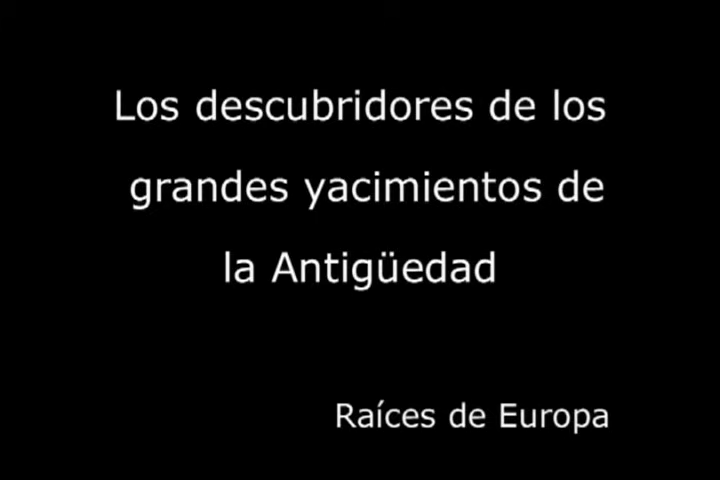 Los descubridores de los
grandes yacimientos de
la Antigüedad
Raíces de Europa